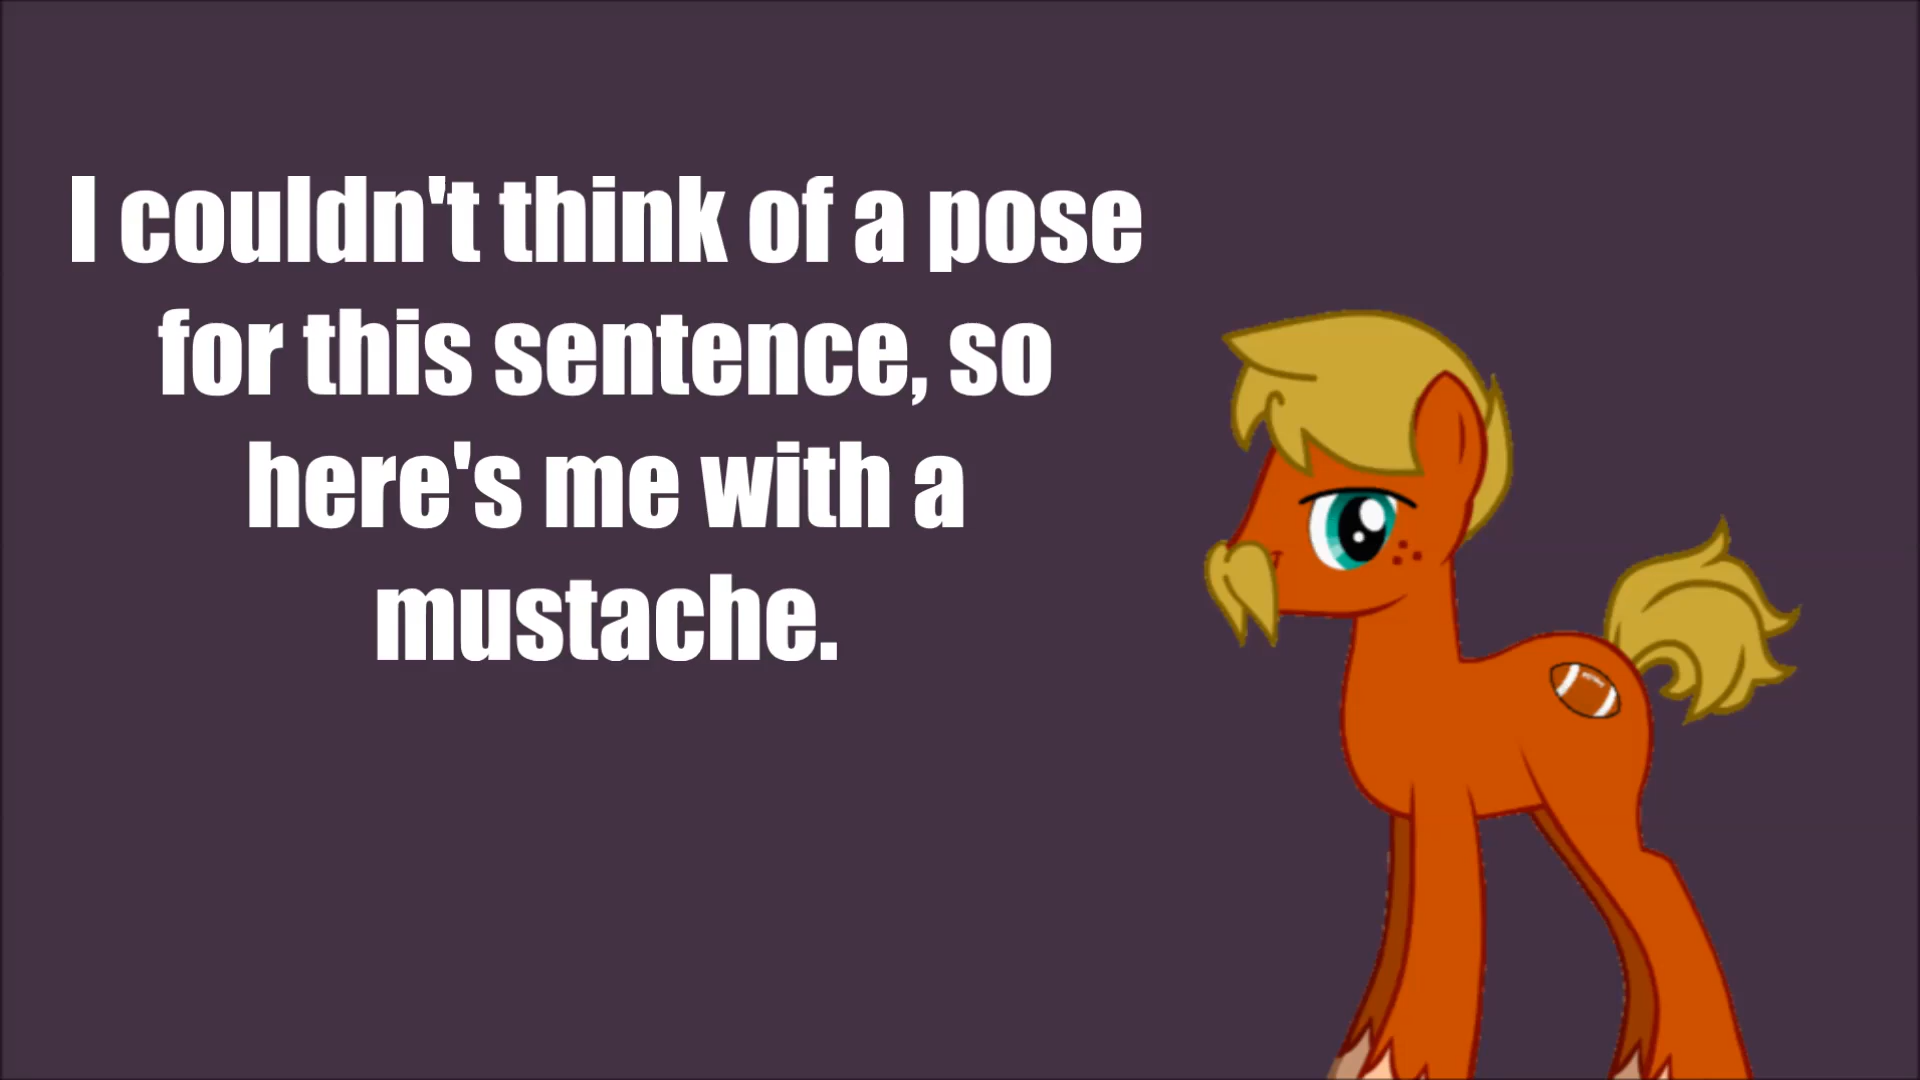 I couldn't think of a pose
for this sentence, so
here's me with a
mustache.